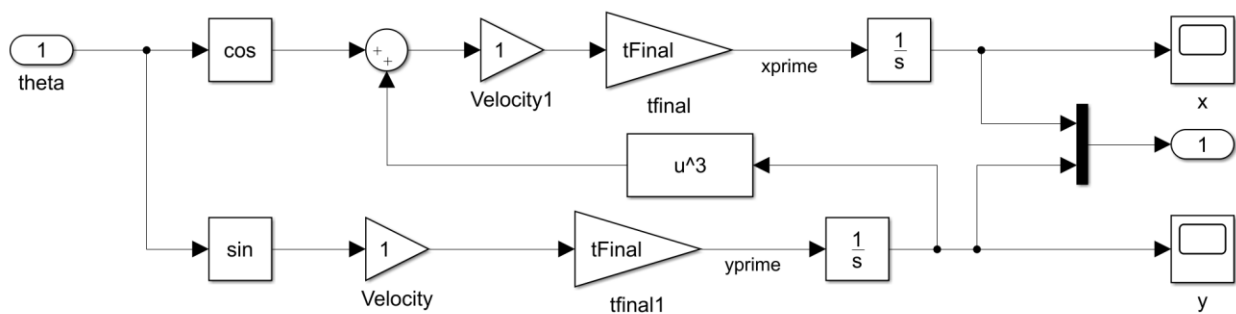 1
theta
cos
+
+
1
Velocity1
tFinal
tfinal
xprime
1
s
x
u^3
1
sin
1
Velocity
tFinal
tfinal1
yprime
1
s
y